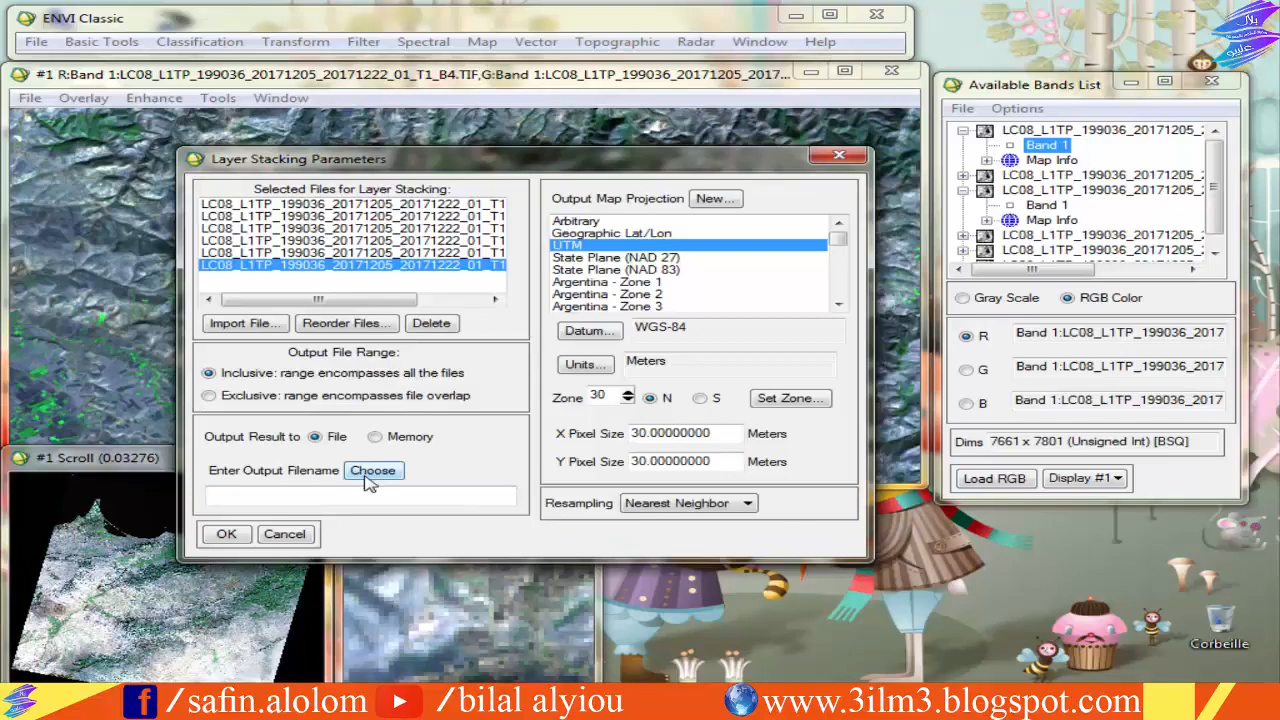 ENVI Classic
File Basic Tools Classification Transform Filter Spectral Map Vector Topographic Radar Window Help
#1 R:Band 1:LC08_L1TP_199036_20171205_20171222_01_T1_B4.TIF,G:Band 1:LC08_L1TP_199036_20171205_2017...
File Overlay Enhance Tools Window
Layer Stacking Parameters
Selected Files for Layer Stacking:
LC08_L1TP_199036_20171205_20171222_01_T1
LC08_L1TP_199036_20171205_20171222_01_T1
LC08_L1TP_199036_20171205_20171222_01_T1
LC08_L1TP_199036_20171205_20171222_01_T1
LC08_L1TP_199036_20171205_20171222_01_T1
LC08_L1TP_199036_20171205_20171222_01_T1
Import File... Reorder Files... Delete
Output File Range:
Inclusive: range encompasses all the files
Exclusive: range encompasses file overlap
Output Result to File Memory
Enter Output Filename Choose
OK Cancel
Output Map Projection New...
Arbitrary
Geographic Lat/Lon
UTM
State Plane (NAD 27)
State Plane (NAD 83)
Argentina - Zone 1
Argentina - Zone 2
Argentina - Zone 3
Datum... WGS-84
Units... Meters
Zone 30 N S Set Zone...
X Pixel Size 30.00000000 Meters
Y Pixel Size 30.00000000 Meters
Resampling Nearest Neighbor
Available Bands List
File Options
LC08_L1TP_199036_20171205_2
Band 1
Map Info
LC08_L1TP_199036_20171205_2
LC08_L1TP_199036_20171205_2
Band 1
Map Info
LC08_L1TP_199036_20171205_2
LC08_L1TP_199036_20171205_2
Gray Scale RGB Color
R Band 1:LC08_L1TP_199036_2017
G Band 1:LC08_L1TP_199036_2017
B Band 1:LC08_L1TP_199036_2017
Dims 7661 x 7801 (Unsigned Int) [BSQ]
Load RGB Display #1
#1 Scroll (0.03276)
Corbeille
/safin.alolom /bilal alyiou www.3ilm3.blogspot.com